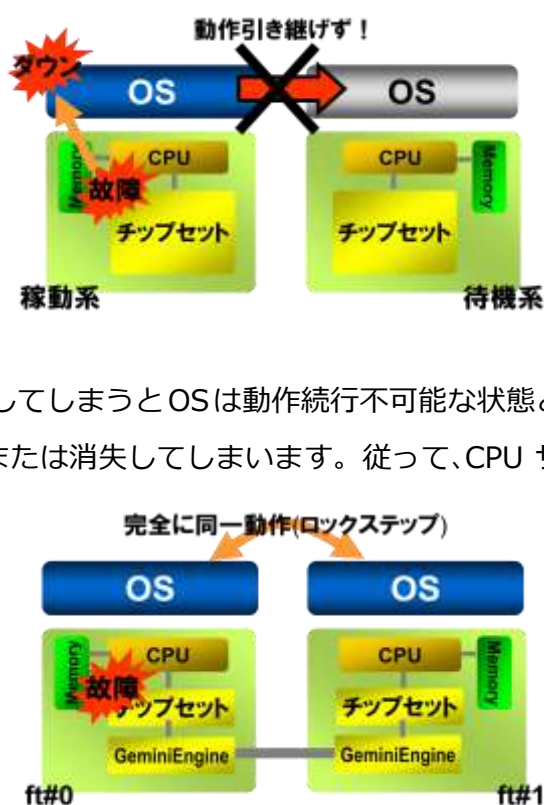 動作引き継げず！
ダウン
OS
OS
CPU
Memory
故障
チップセット
CPU
Memory
チップセット
稼動系
待機系
してしまうとOSは動作続行不可能な状態と
または消失してしまいます。従って、CPU サ
完全に同一動作(ロックステップ)
OS
OS
CPU
Memory
故障
チップセット
GeminiEngine
CPU
Memory
チップセット
GeminiEngine
ft#0
ft#1